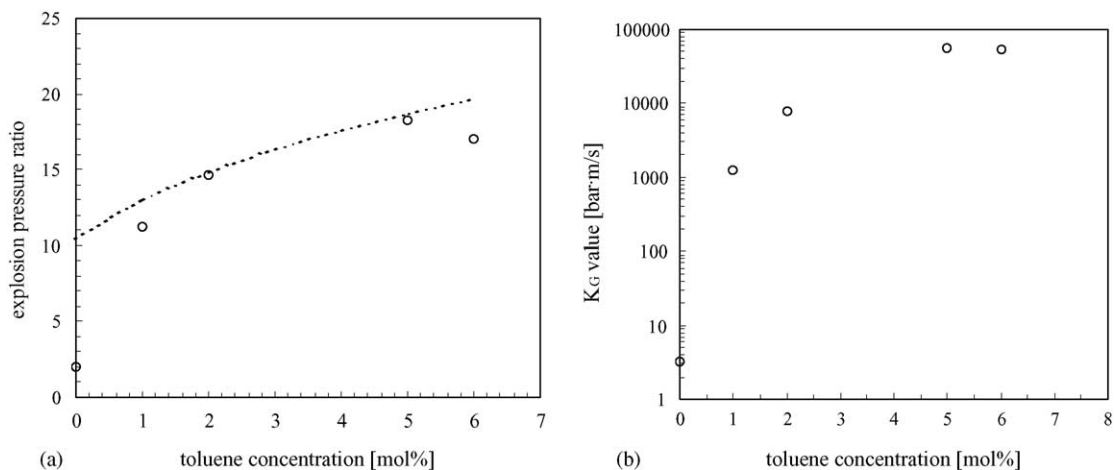 25
20
15
10
5
0
0 1 2 3 4 5 6 7
explosion pressure ratio
(a) toluene concentration [mol%]
100000
10000
1000
100
10
1
0 1 2 3 4 5 6 7 8
KG value [bar·m/s]
(b) toluene concentration [mol%]